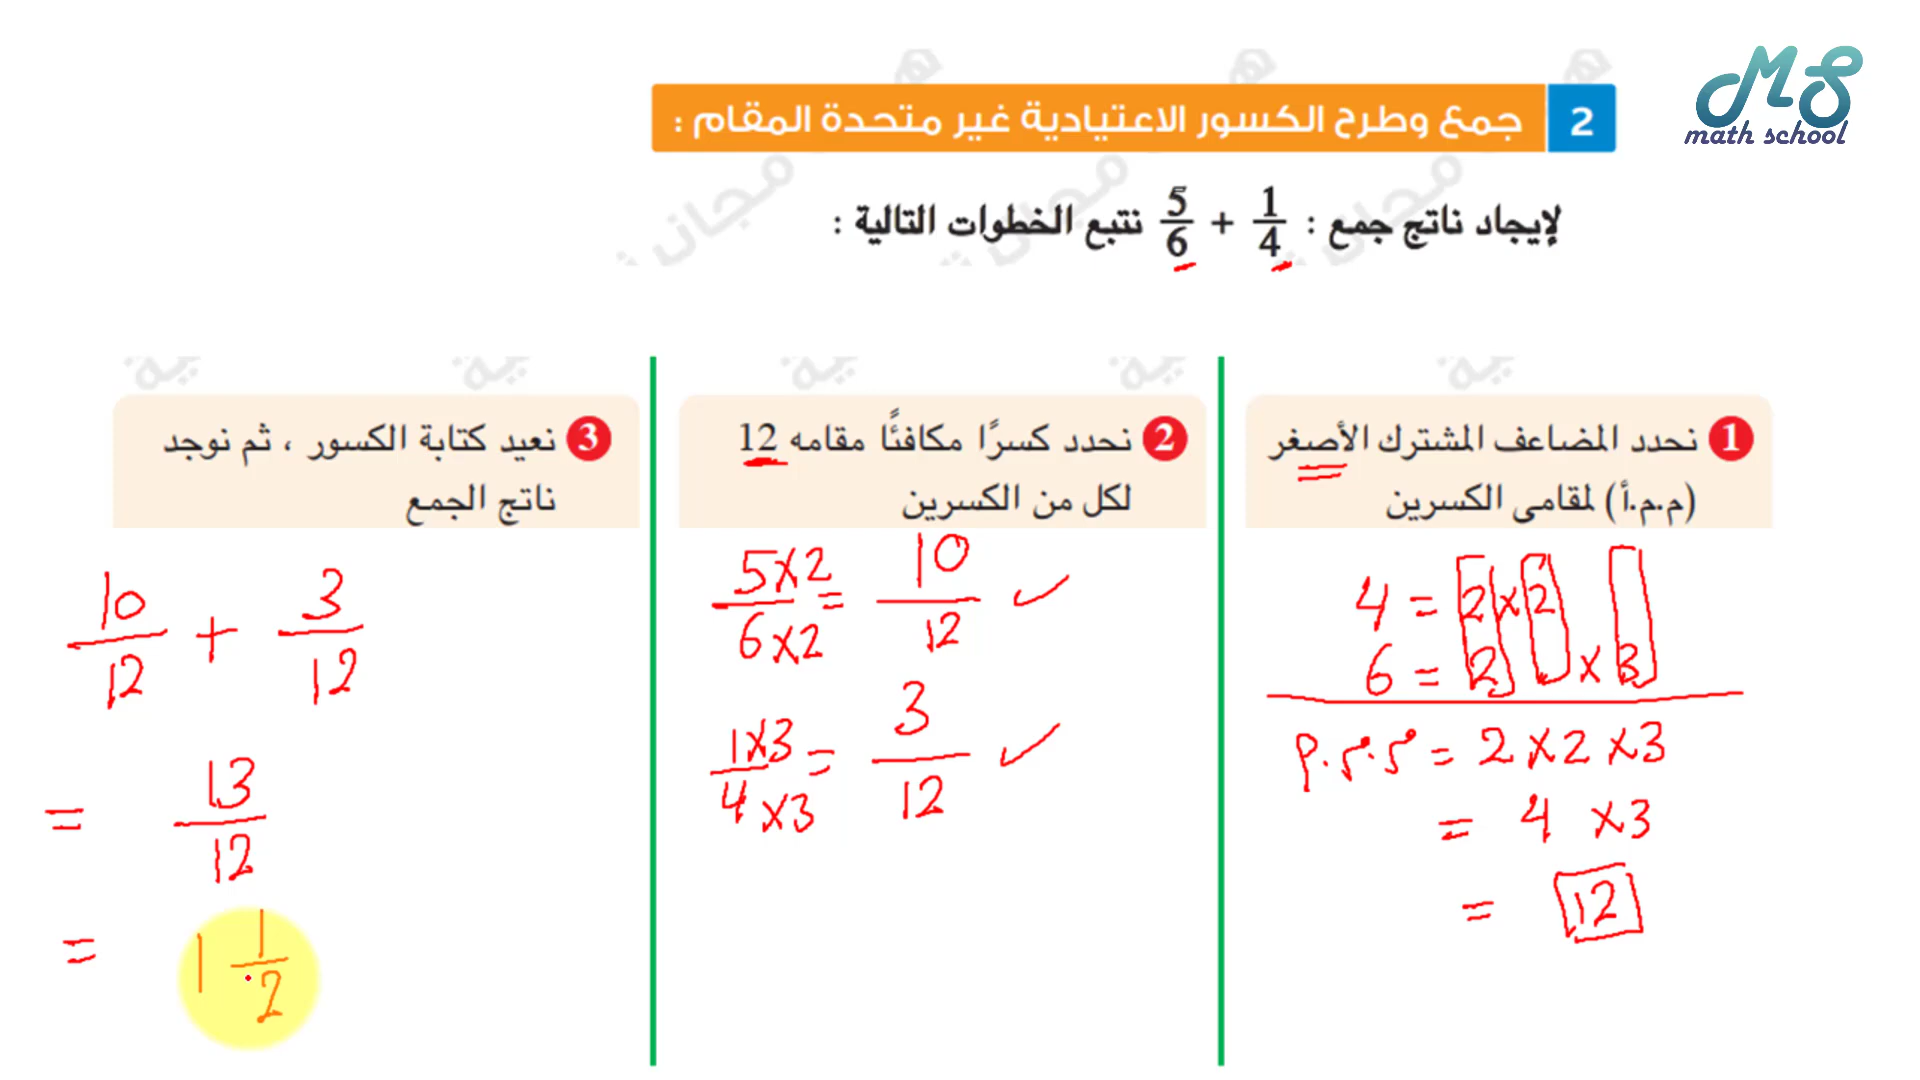 MS
math school
2 جمع وطرح الكسور الاعتيادية غير متحدة المقام :
لإيجاد ناتج جمع : 1/4 + 5/6 نتبع الخطوات التالية :
1 نحدد المضاعف المشترك الأصغر
(م.م.أ) لمقامى الكسرين
4 = 2 × 2
6 = 2 × 3
م.م.أ = 2 × 2 × 3
= 4 × 3
= 12
2 نحدد كسرًا مكافئًا مقامه 12
لكل من الكسرين
5×2/6×2 = 10/12 ✓
1×3/4×3 = 3/12 ✓
3 نعيد كتابة الكسور ، ثم نوجد
ناتج الجمع
10/12 + 3/12
= 13/12
= 1 1/2